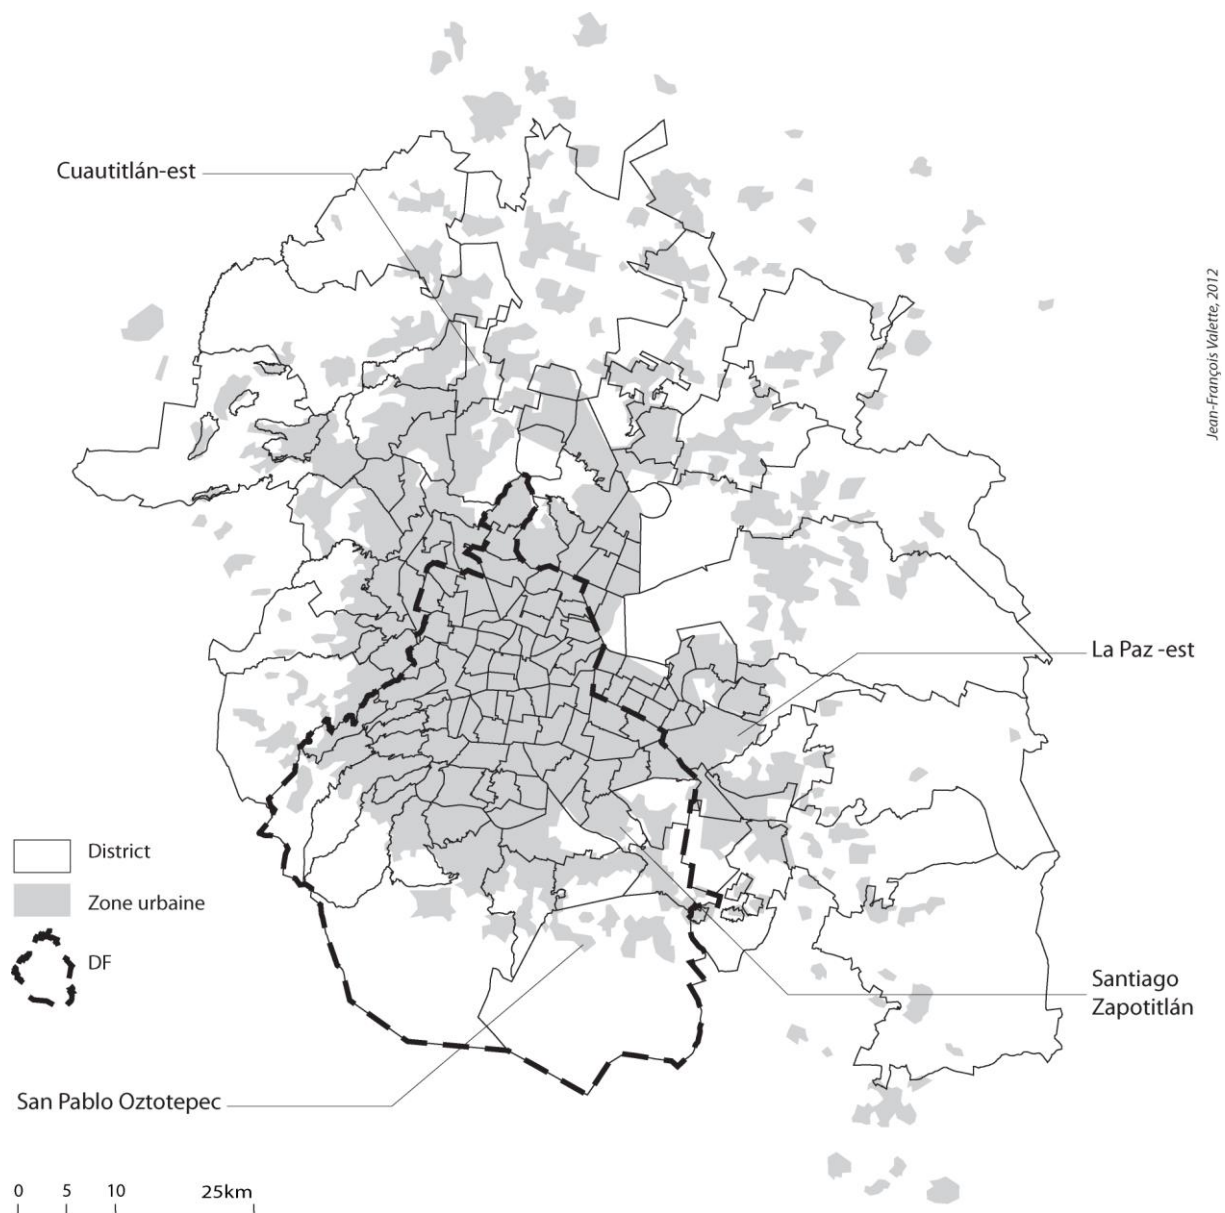 Cuautitlán-est
Jean-François Valette, 2012
La Paz -est
District
Zone urbaine
DF
Santiago
Zapotitlán
San Pablo Oztotepec
0 5 10 25km